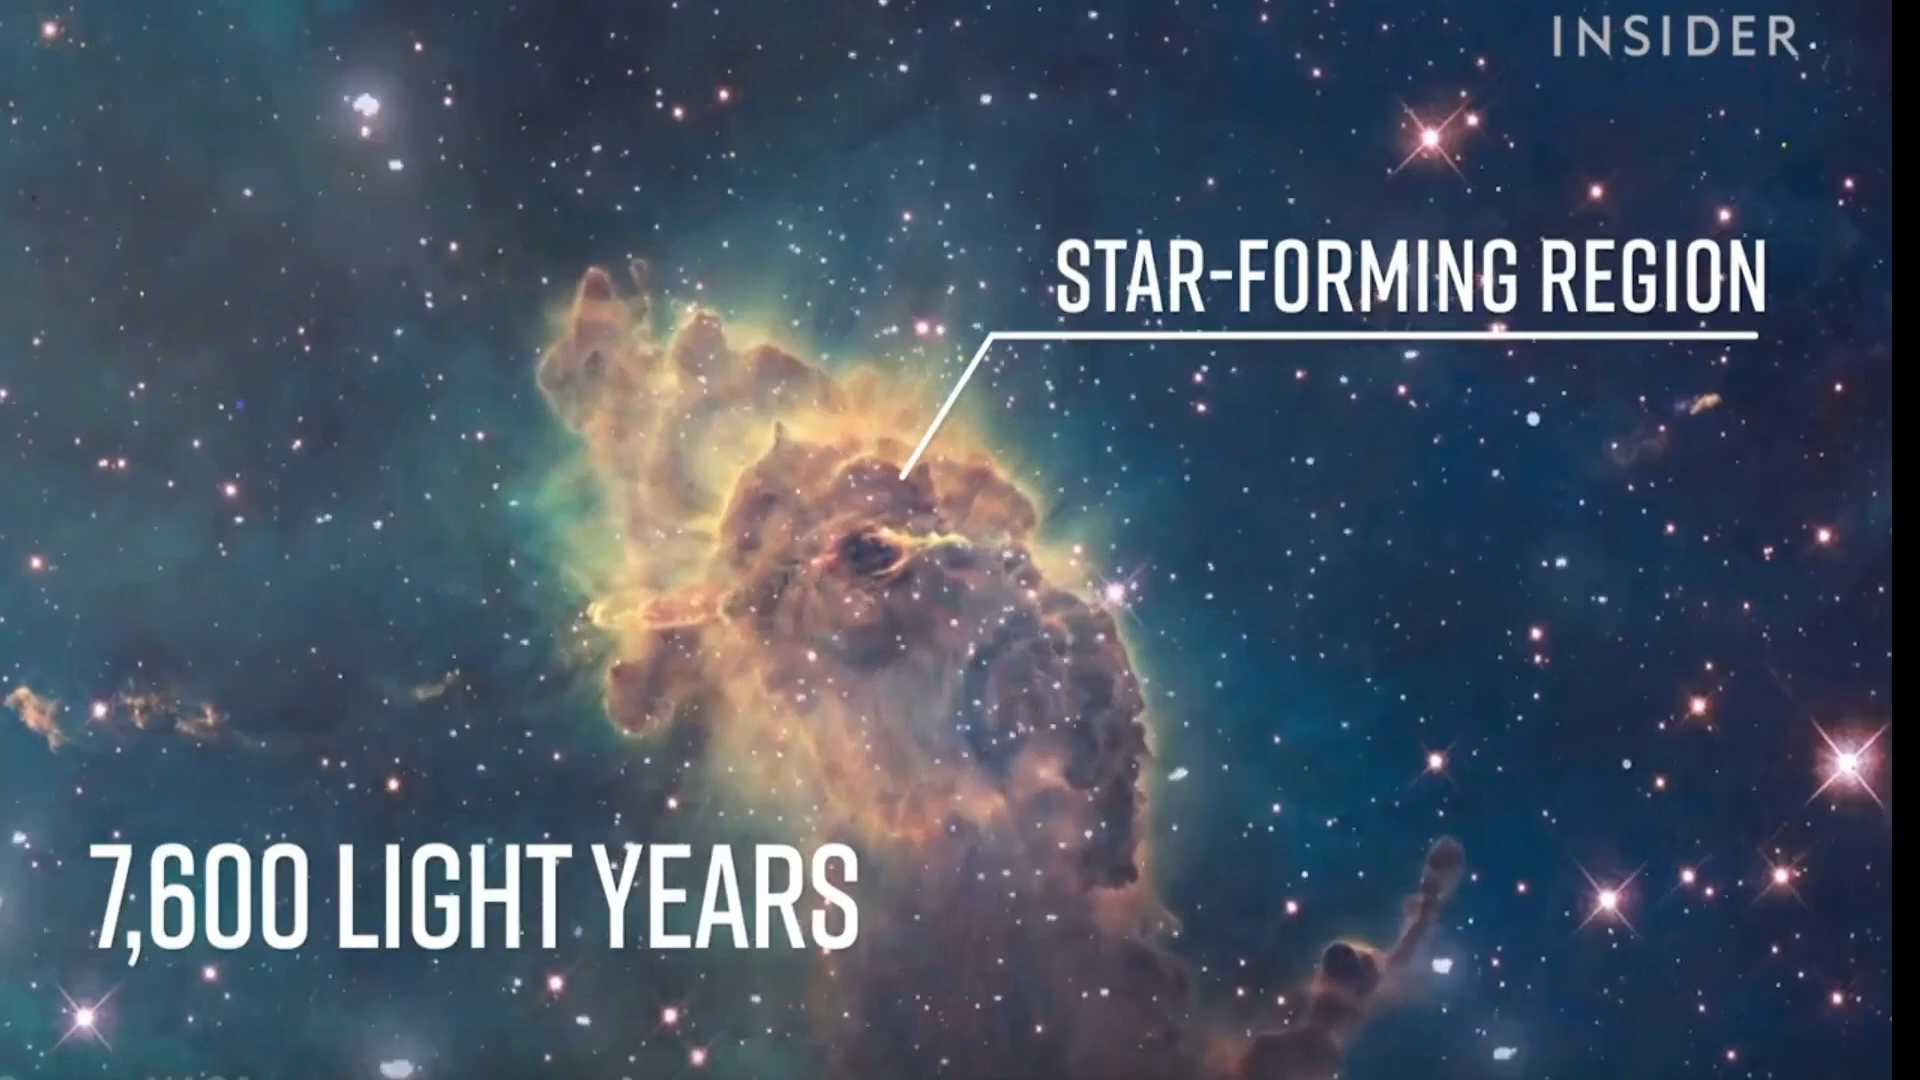 INSIDER
STAR-FORMING REGION
7,600 LIGHT YEARS